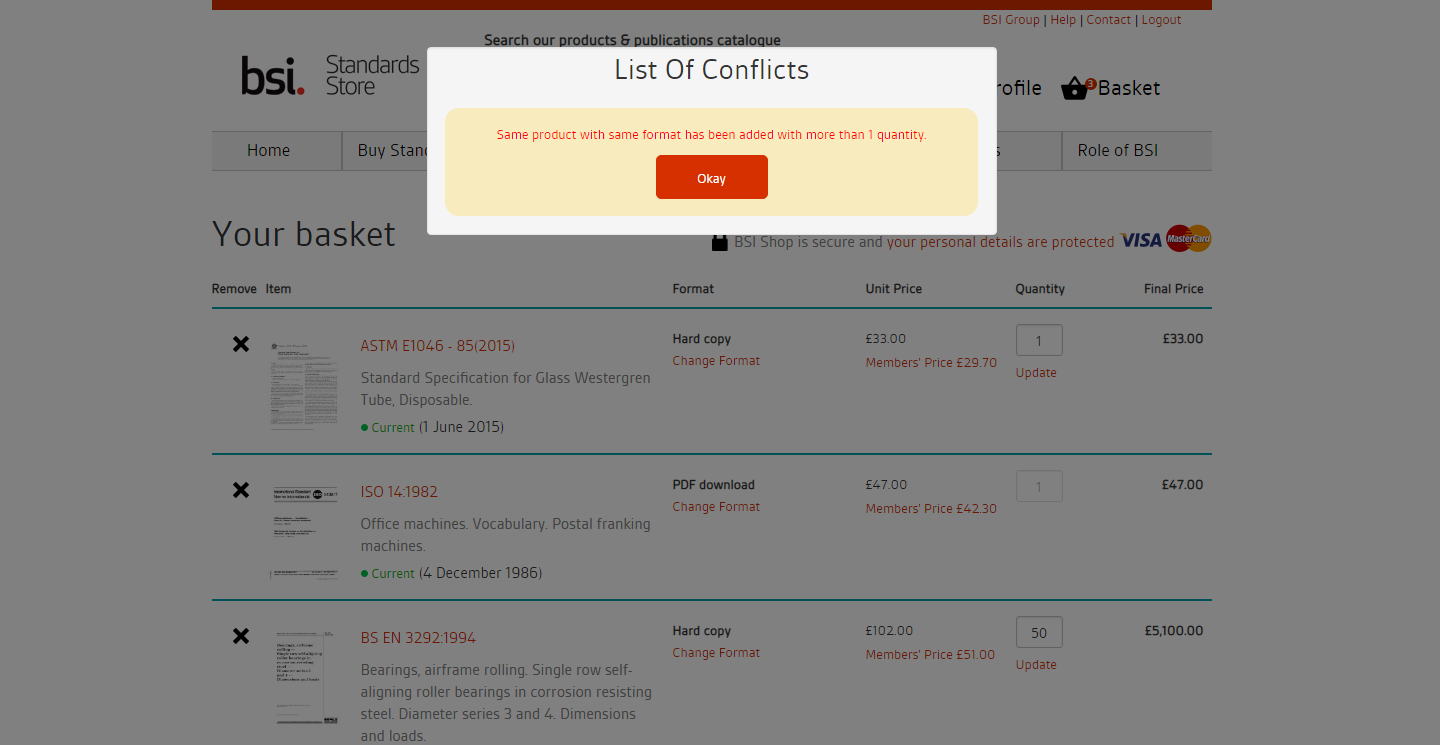 BSI Group | Help | Contact | Logout
Search our products & publications catalogue
bsi. Standards
Store
List Of Conflicts
3 Basket
Same product with same format has been added with more than 1 quantity.
Okay
Home
Role of BSI
Your basket
BSI Shop is secure and your personal details are protected VISA MasterCard
Remove Item Format Unit Price Quantity Final Price
ASTM E1046 - 85(2015)
Standard Specification for Glass Westergren
Tube, Disposable.
Current (1 June 2015)
Hard copy
Change Format
£33.00
Members' Price £29.70
1
Update
£33.00
ISO 14:1982
Office machines. Vocabulary. Postal franking
machines.
Current (4 December 1986)
PDF download
Change Format
£47.00
Members' Price £42.30
1
£47.00
BS EN 3292:1994
Bearings, airframe rolling. Single row self-
aligning roller bearings in corrosion resisting
steel. Diameter series 3 and 4. Dimensions
and loads.
Hard copy
Change Format
£102.00
Members' Price £51.00
50
Update
£5,100.00